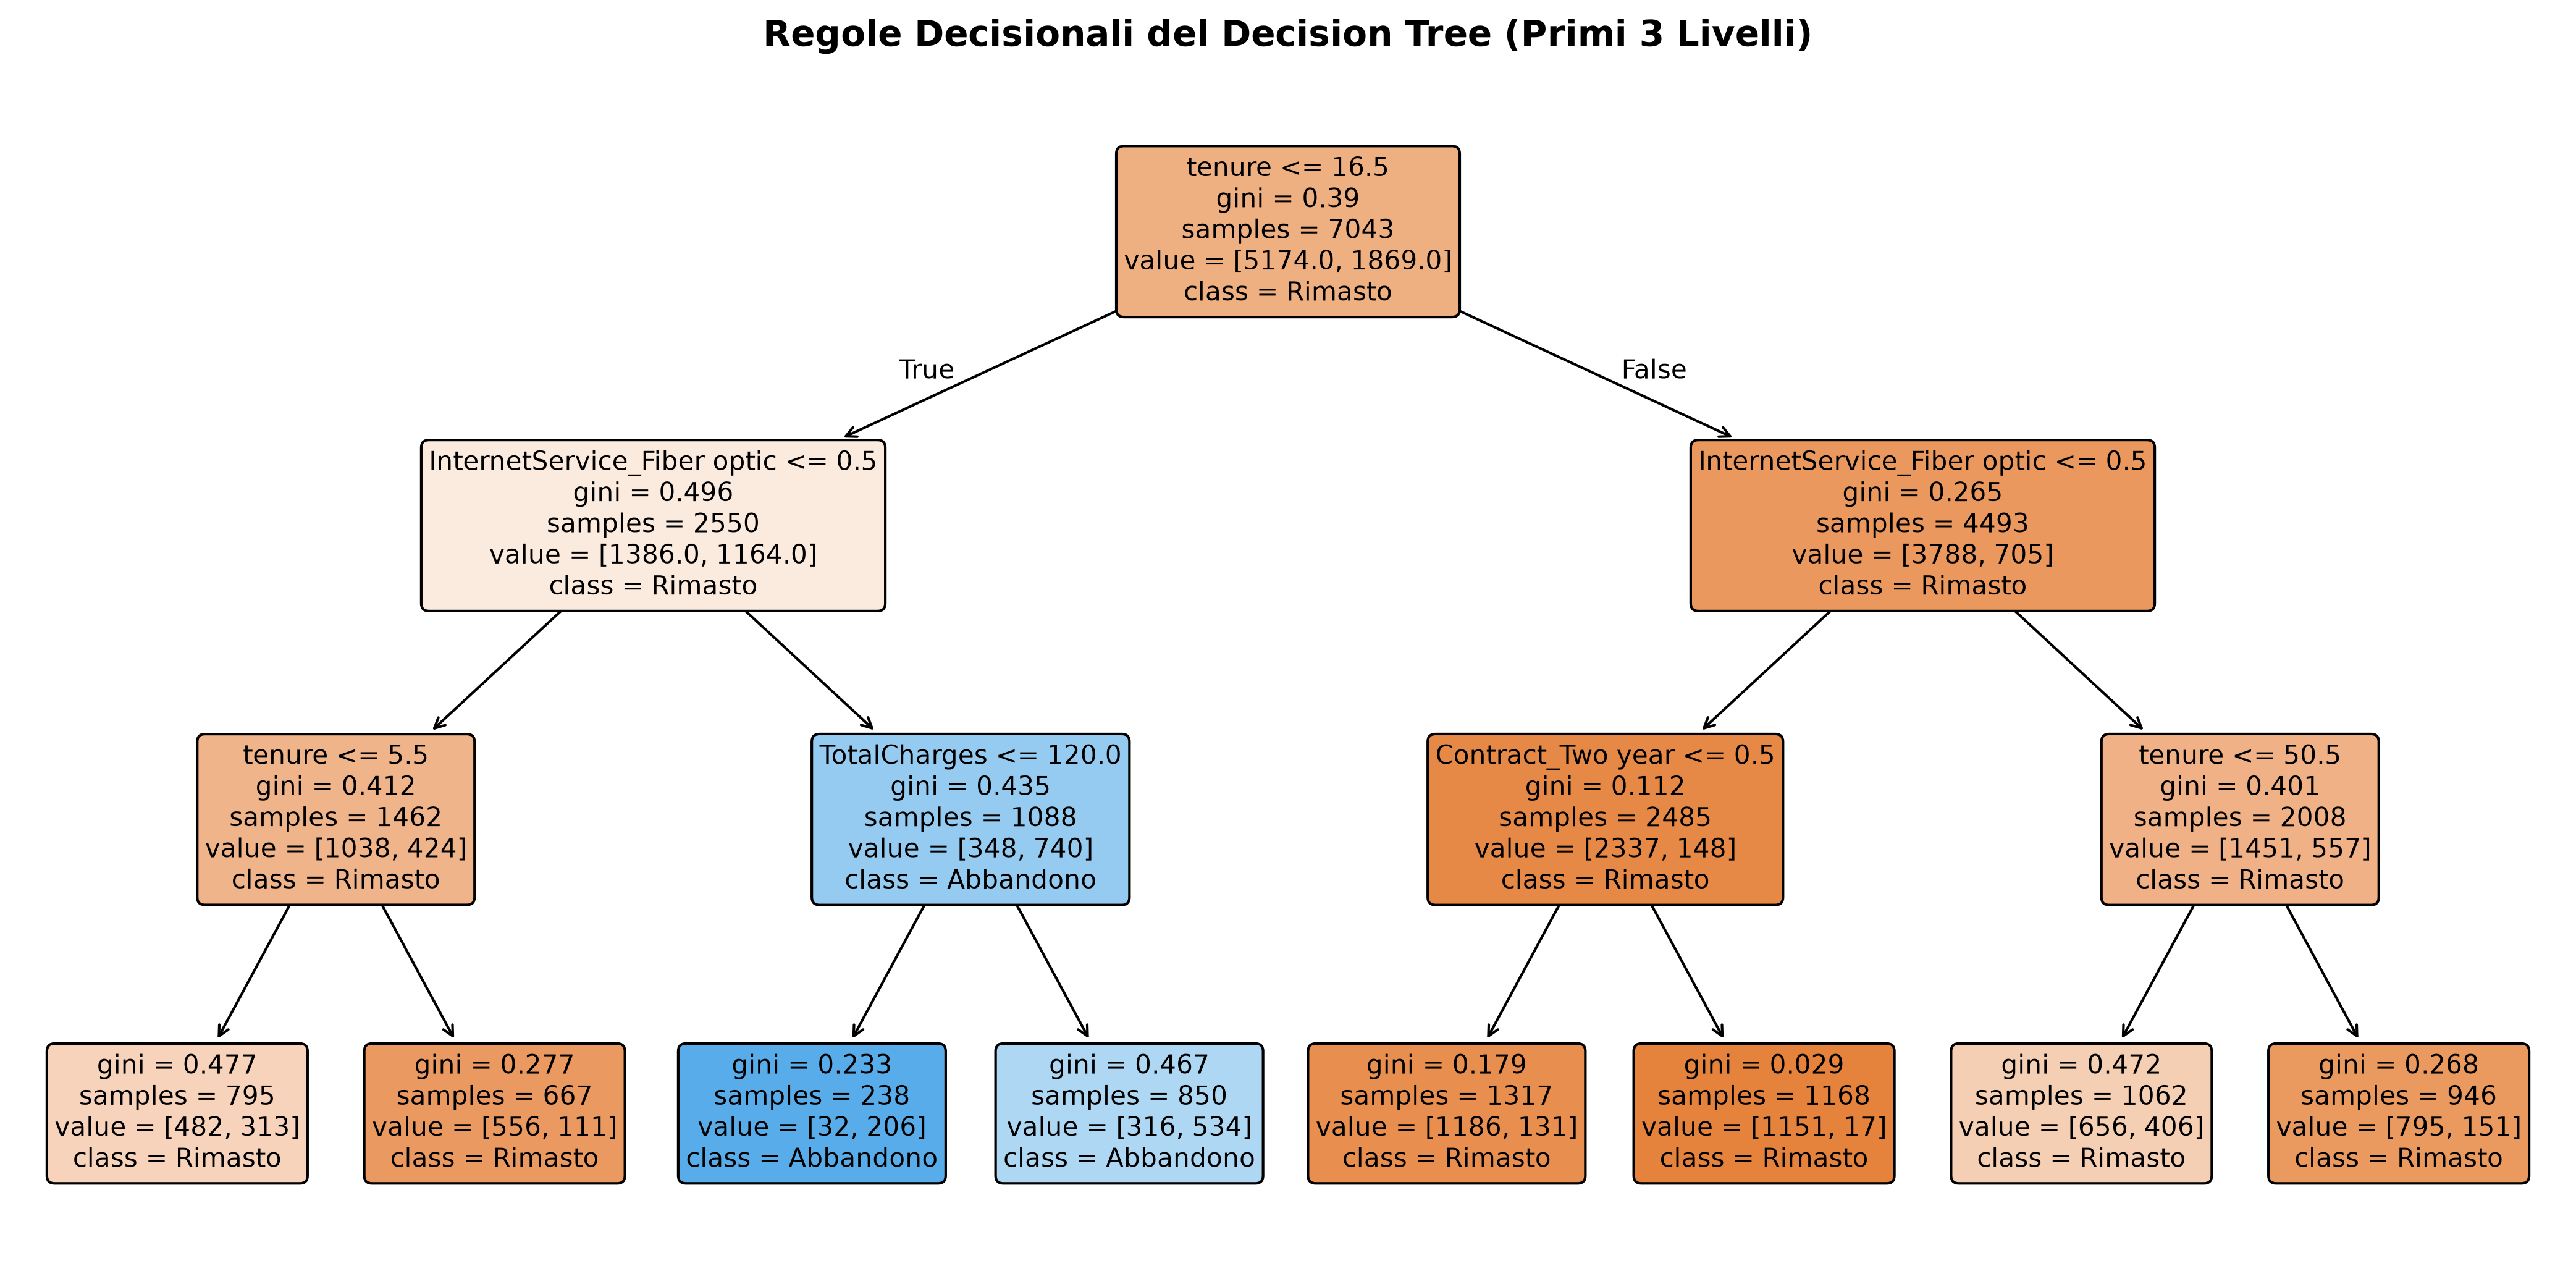 Regole Decisionali del Decision Tree (Primi 3 Livelli)
tenure <= 16.5
gini = 0.39
samples = 7043
value = [5174.0, 1869.0]
class = Rimasto
True
False
InternetService_Fiber optic <= 0.5
gini = 0.496
samples = 2550
value = [1386.0, 1164.0]
class = Rimasto
InternetService_Fiber optic <= 0.5
gini = 0.265
samples = 4493
value = [3788, 705]
class = Rimasto
tenure <= 5.5
gini = 0.412
samples = 1462
value = [1038, 424]
class = Rimasto
TotalCharges <= 120.0
gini = 0.435
samples = 1088
value = [348, 740]
class = Abbandono
Contract_Two year <= 0.5
gini = 0.112
samples = 2485
value = [2337, 148]
class = Rimasto
tenure <= 50.5
gini = 0.401
samples = 2008
value = [1451, 557]
class = Rimasto
gini = 0.477
samples = 795
value = [482, 313]
class = Rimasto
gini = 0.277
samples = 667
value = [556, 111]
class = Rimasto
gini = 0.233
samples = 238
value = [32, 206]
class = Abbandono
gini = 0.467
samples = 850
value = [316, 534]
class = Abbandono
gini = 0.179
samples = 1317
value = [1186, 131]
class = Rimasto
gini = 0.029
samples = 1168
value = [1151, 17]
class = Rimasto
gini = 0.472
samples = 1062
value = [656, 406]
class = Rimasto
gini = 0.268
samples = 946
value = [795, 151]
class = Rimasto